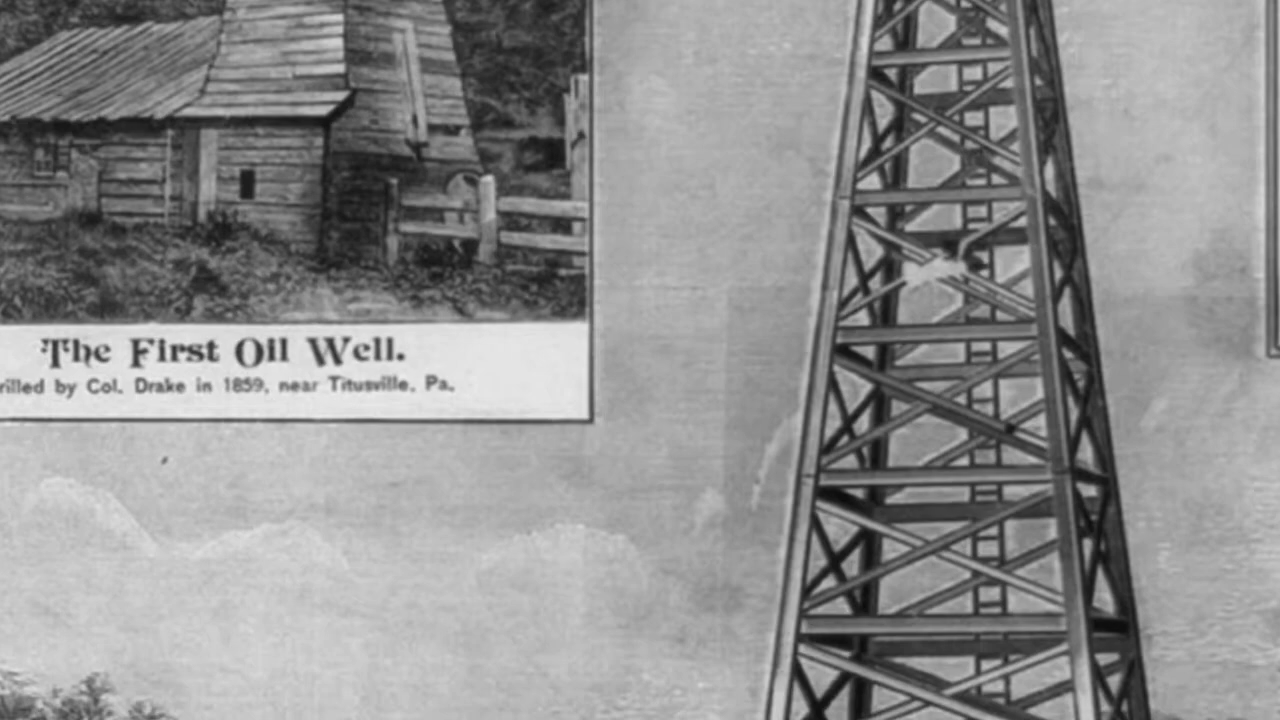 The First Oil Well.
rilled by Col. Drake in 1859, near Titusville, Pa.